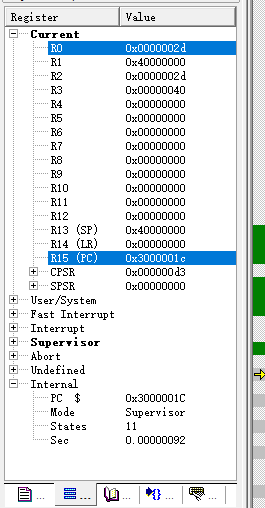 Register Value
Current
R0 0x0000002d
R1 0x40000000
R2 0x0000002d
R3 0x00000040
R4 0x00000000
R5 0x00000000
R6 0x00000000
R7 0x00000000
R8 0x00000000
R9 0x00000000
R10 0x00000000
R11 0x00000000
R12 0x00000000
R13 (SP) 0x40000000
R14 (LR) 0x00000000
R15 (PC) 0x3000001c
CPSR 0x000000d3
SPSR 0x00000000
User/System
Fast Interrupt
Interrupt
Supervisor
Abort
Undefined
Internal
PC $ 0x3000001C
Mode Supervisor
States 11
Sec 0.00000092
... ... ... ... ...